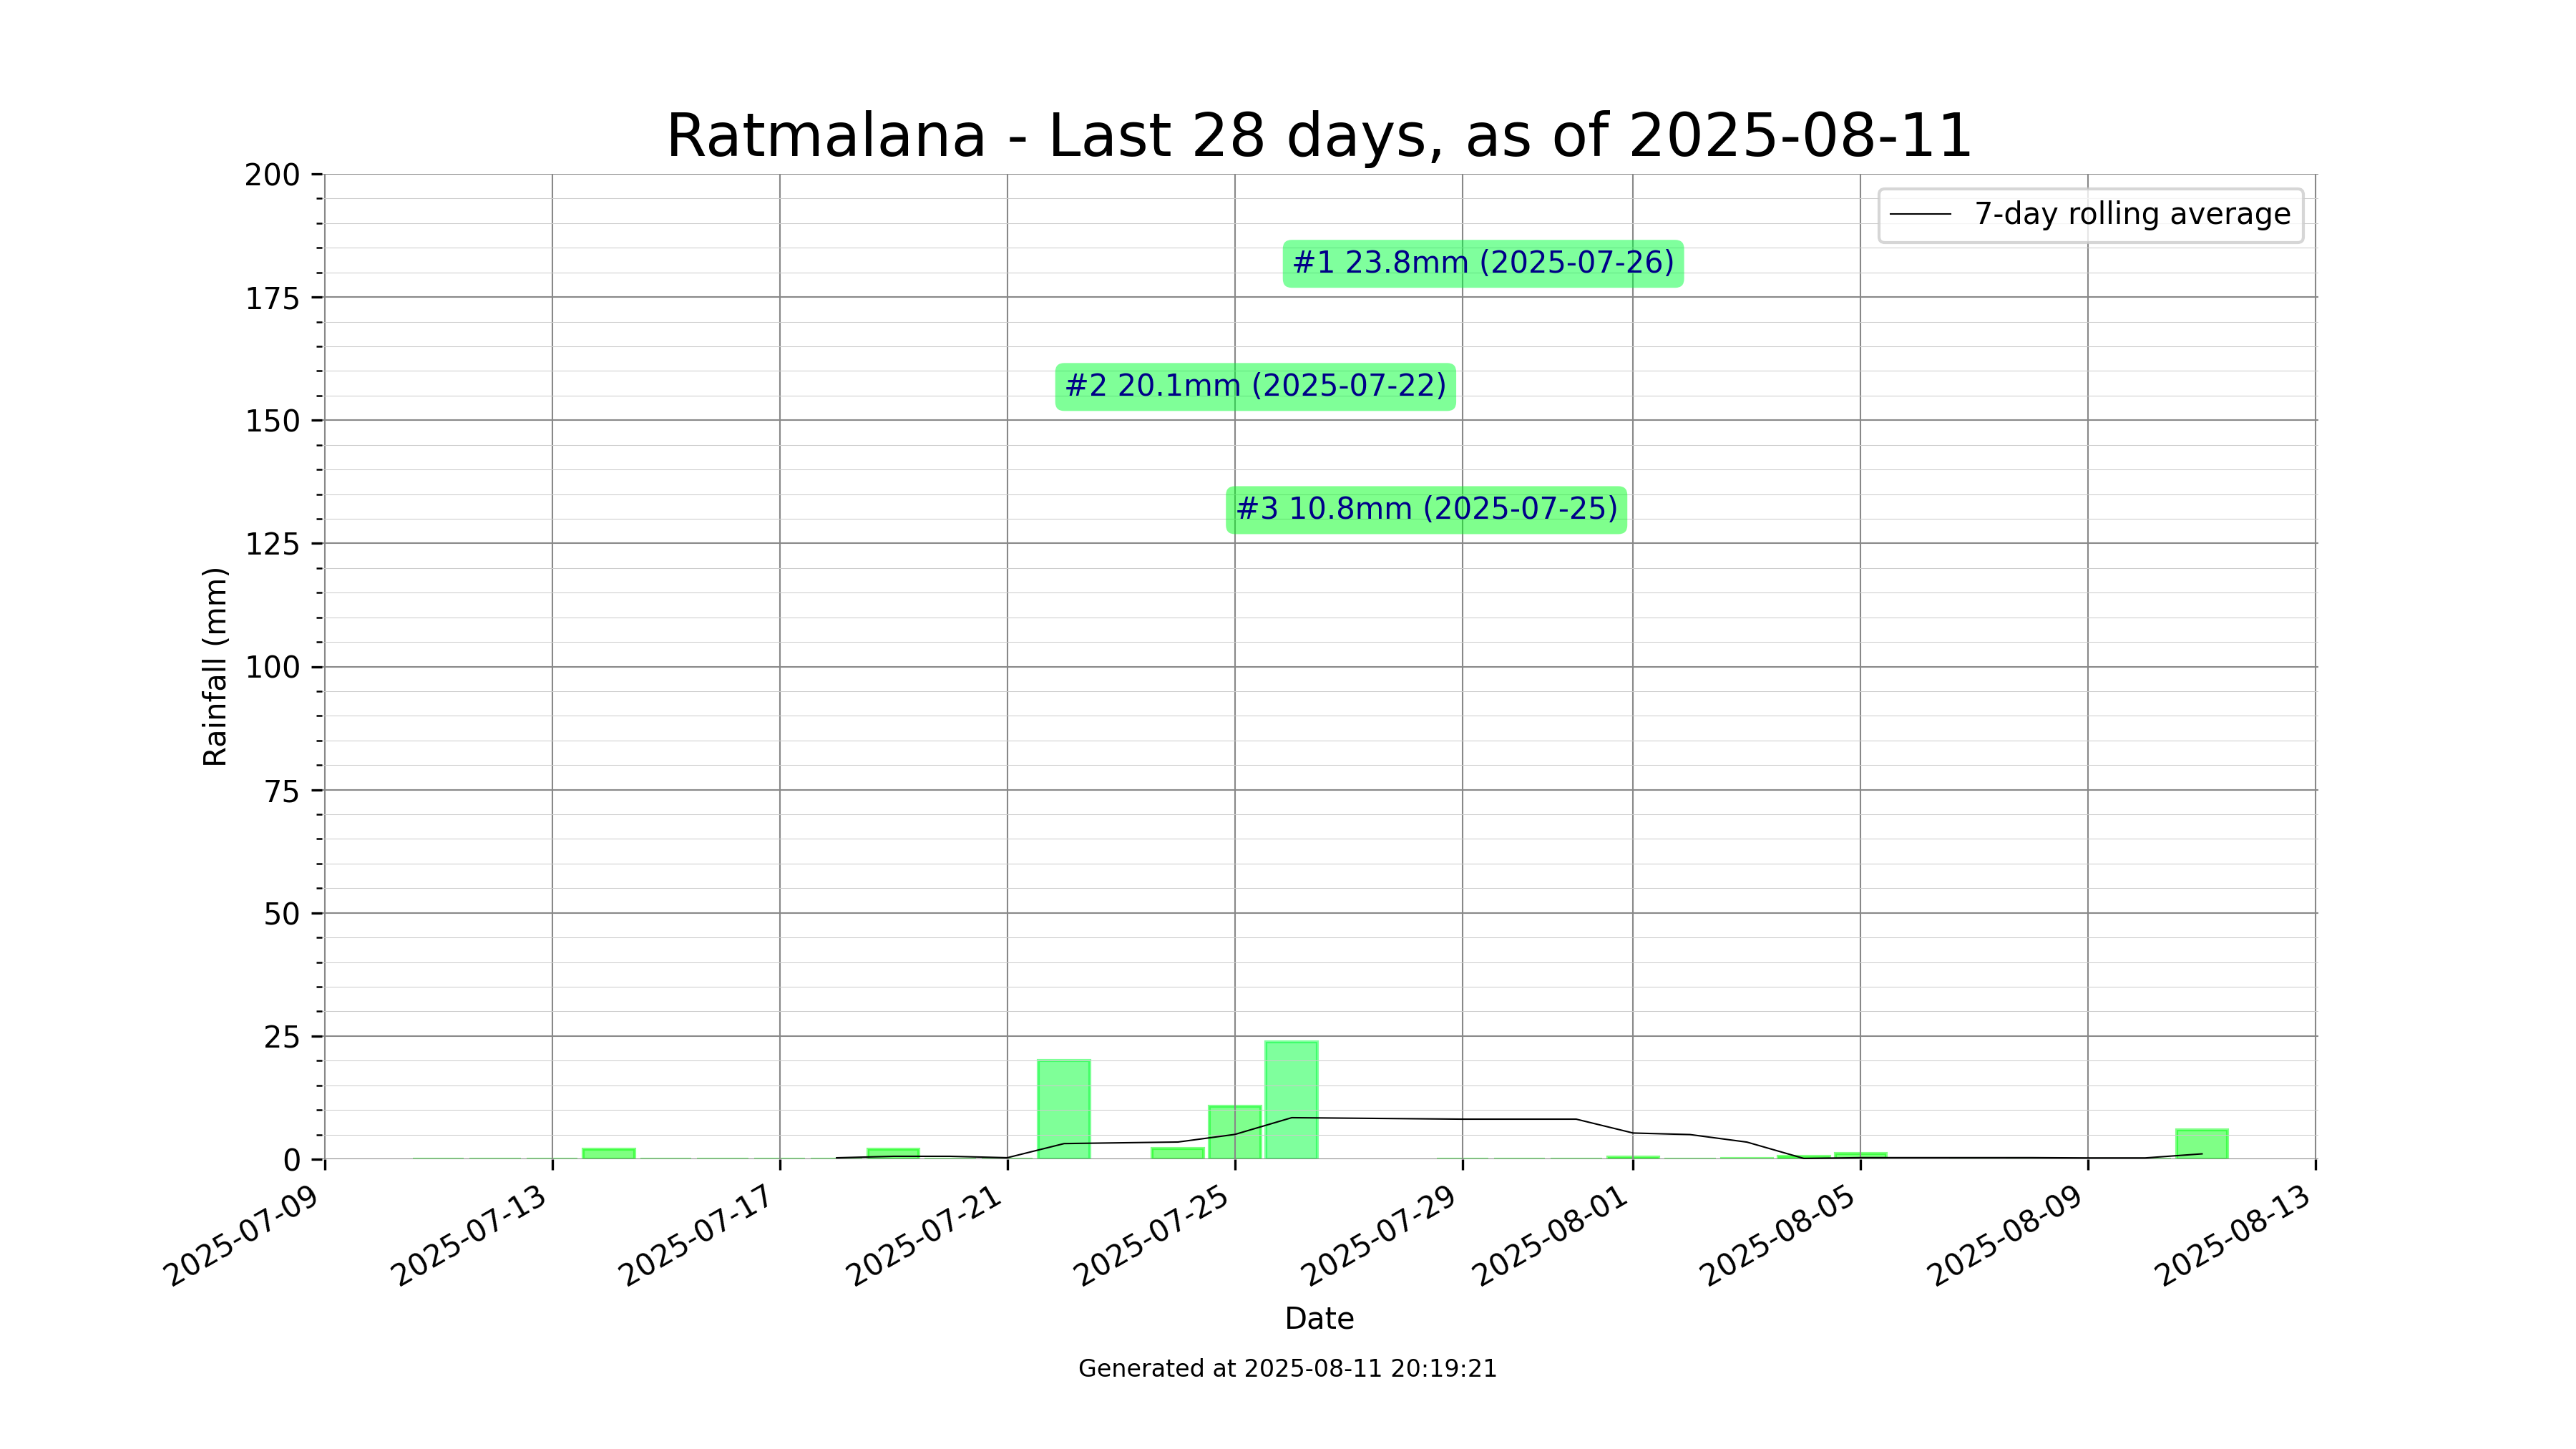 Ratmalana - Last 28 days, as of 2025-08-11
200
175
150
125
100
75
50
25
0
Rainfall (mm)
7-day rolling average
#1 23.8mm (2025-07-26)
#2 20.1mm (2025-07-22)
#3 10.8mm (2025-07-25)
2025-07-09
2025-07-13
2025-07-17
2025-07-21
2025-07-25
2025-07-29
2025-08-01
2025-08-05
2025-08-09
2025-08-13
Date
Generated at 2025-08-11 20:19:21